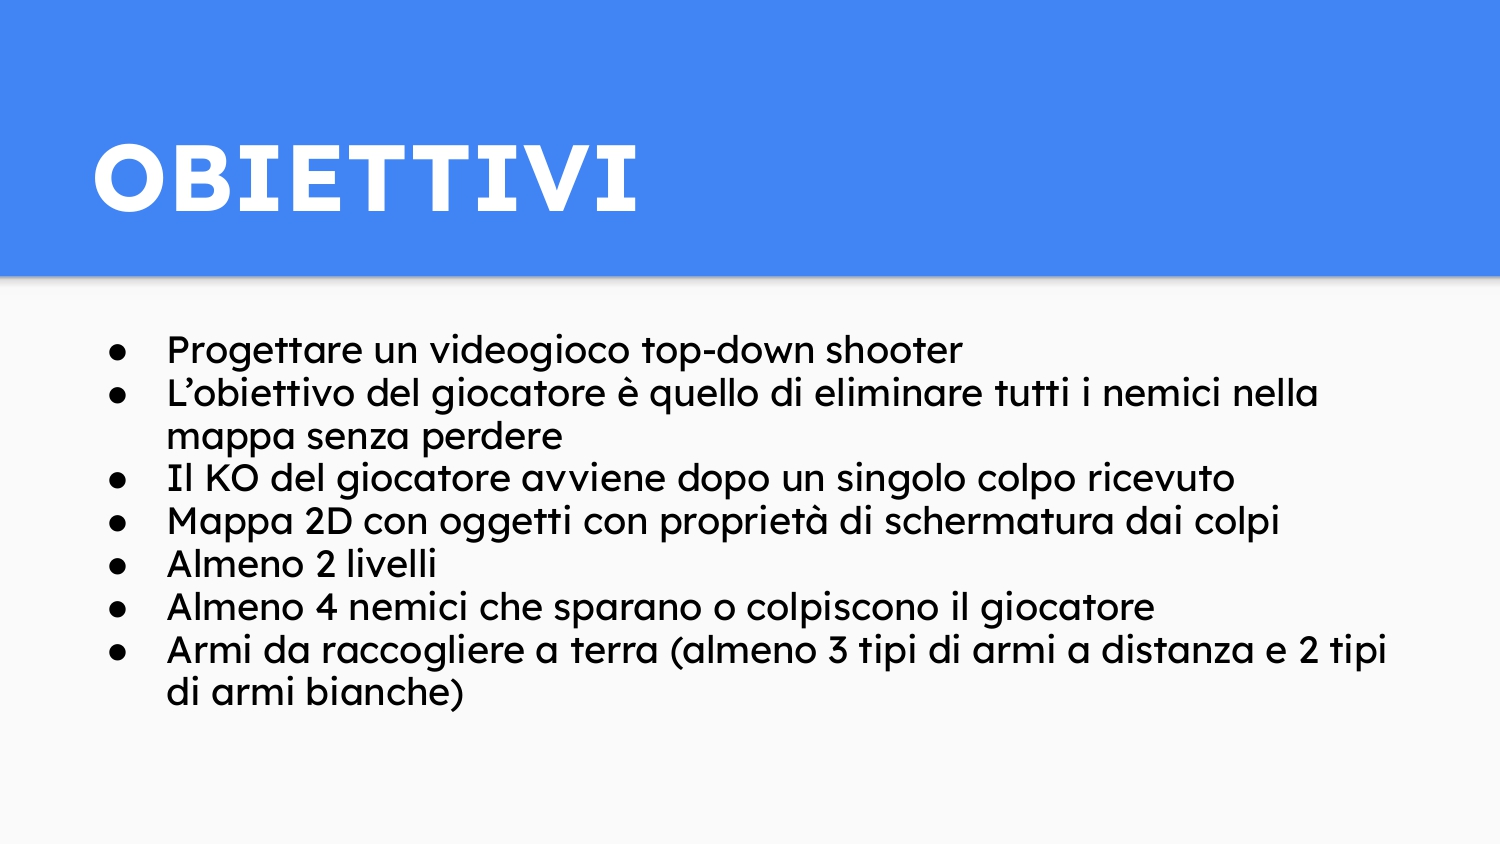 OBIETTIVI
● Progettare un videogioco top-down shooter
● L’obiettivo del giocatore è quello di eliminare tutti i nemici nella
mappa senza perdere
● Il KO del giocatore avviene dopo un singolo colpo ricevuto
● Mappa 2D con oggetti con proprietà di schermatura dai colpi
● Almeno 2 livelli
● Almeno 4 nemici che sparano o colpiscono il giocatore
● Armi da raccogliere a terra (almeno 3 tipi di armi a distanza e 2 tipi
di armi bianche)